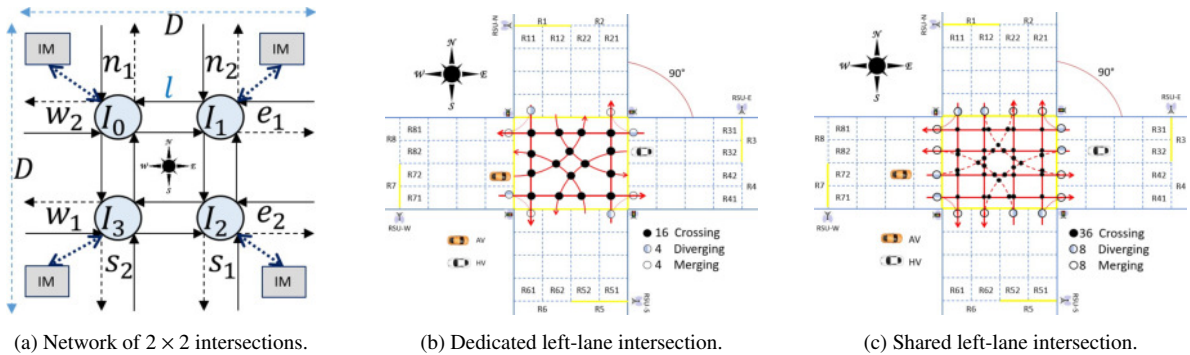 D
IM
IM
n1
n2
l
w2
I0
I1
e1
N
W
E
S
D
w1
I3
I2
e2
s2
s1
IM
IM
(a) Network of 2 × 2 intersections.
RSU-N
R1
R2
R11
R12
R22
R21
N
W
E
S
90°
RSU-E
R8
R81
R82
R31
R32
R3
R7
R72
R71
R42
R41
R4
RSU-W
AV
HV
16 Crossing
4 Diverging
4 Merging
R61
R62
R52
R51
R6
R5
RSU-S
(b) Dedicated left-lane intersection.
RSU-N
R1
R2
R11
R12
R22
R21
N
W
E
S
90°
RSU-E
R8
R81
R82
R31
R32
R3
R7
R72
R71
R42
R41
R4
RSU-W
AV
HV
36 Crossing
8 Diverging
8 Merging
R61
R62
R52
R51
R6
R5
RSU-S
(c) Shared left-lane intersection.